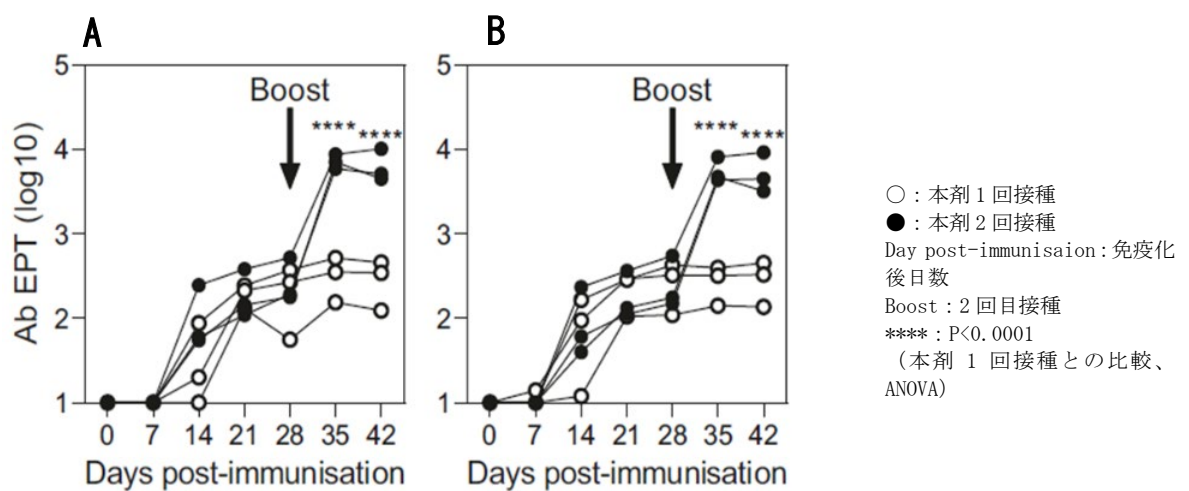 A
B
5
4
3
2
1
Ab EPT (log10)
Boost
****
****
0 7 14 21 28 35 42
Days post-immunisation
5
4
3
2
1
Boost
****
****
0 7 14 21 28 35 42
Days post-immunisation
○：本剤 1 回接種
●：本剤 2 回接種
Day post-immunisaion：免疫化
後日数
Boost：2 回目接種
****：P<0.0001
（本剤 1 回接種との比較、
ANOVA）